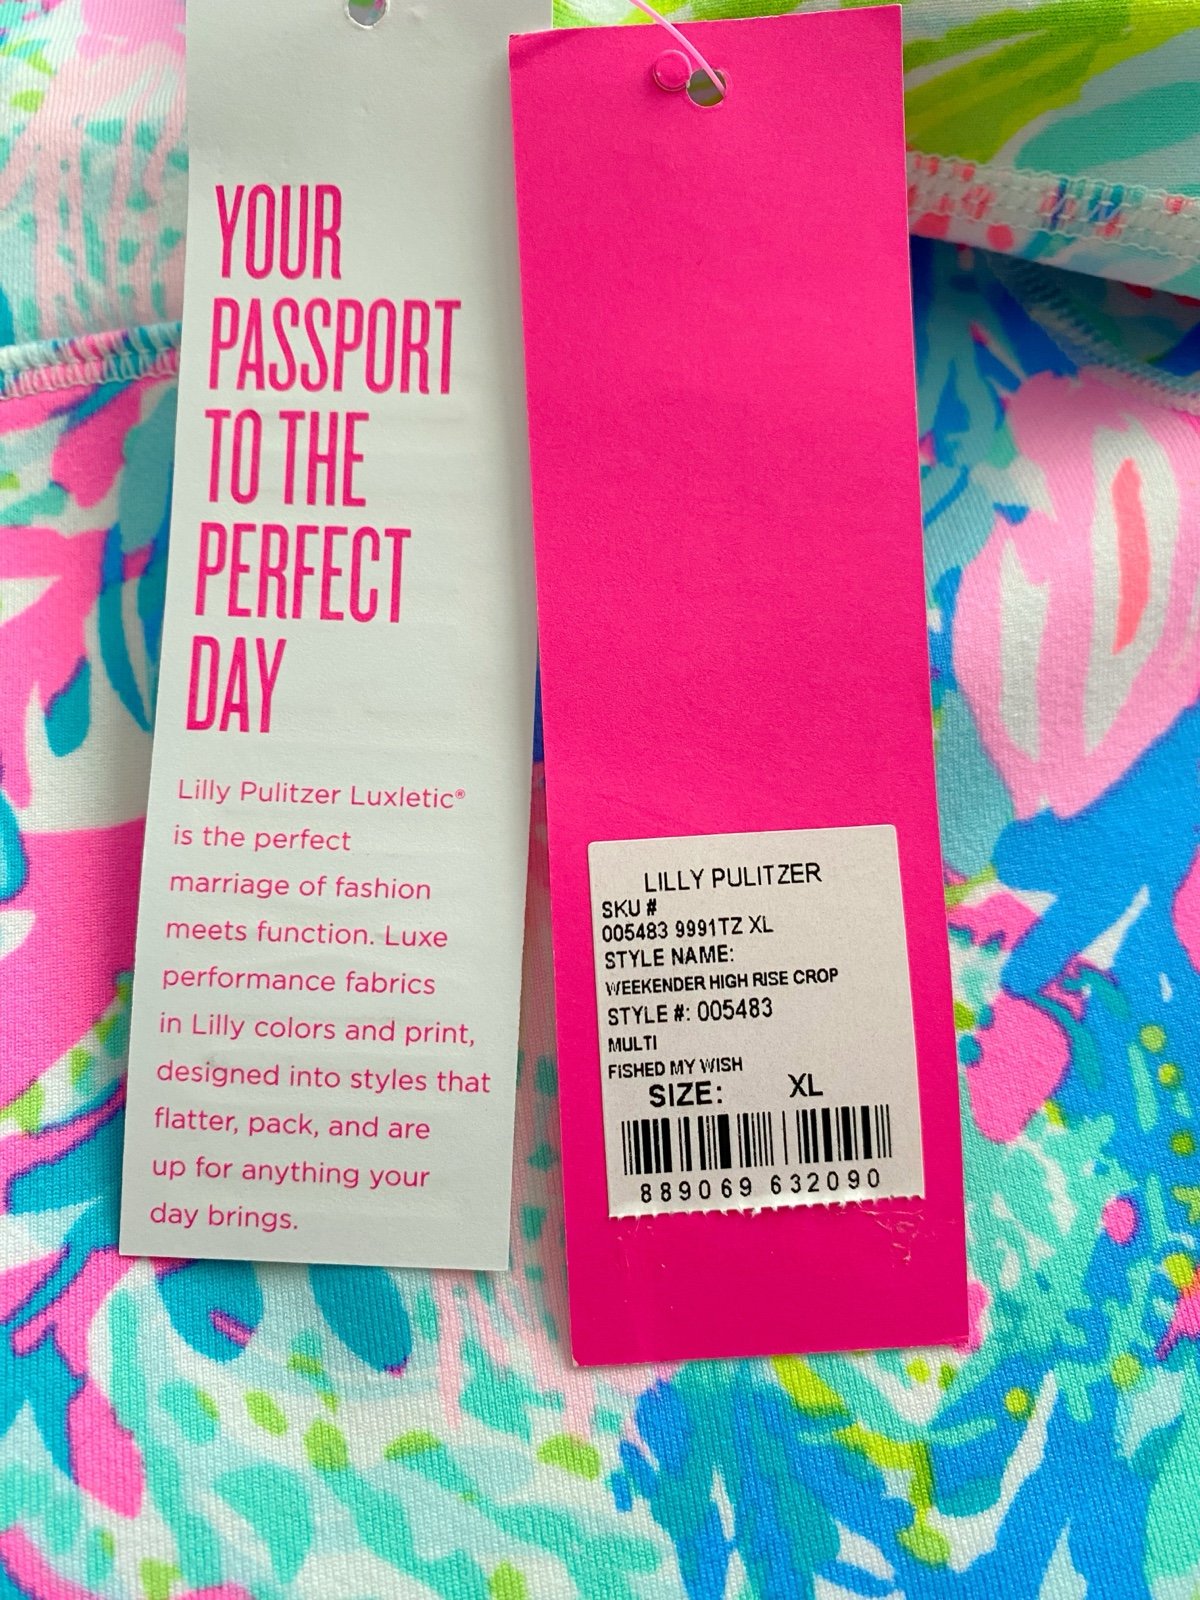 YOUR
PASSPORT
TO THE
PERFECT
DAY
Lilly Pulitzer Luxletic®
is the perfect
marriage of fashion
meets function. Luxe
performance fabrics
in Lilly colors and print,
designed into styles that
flatter, pack, and are
up for anything your
day brings.
LILLY PULITZER
SKU #
005483 9991TZ XL
STYLE NAME:
WEEKENDER HIGH RISE CROP
STYLE #: 005483
MULTI
FISHED MY WISH
SIZE: XL
889069 632090